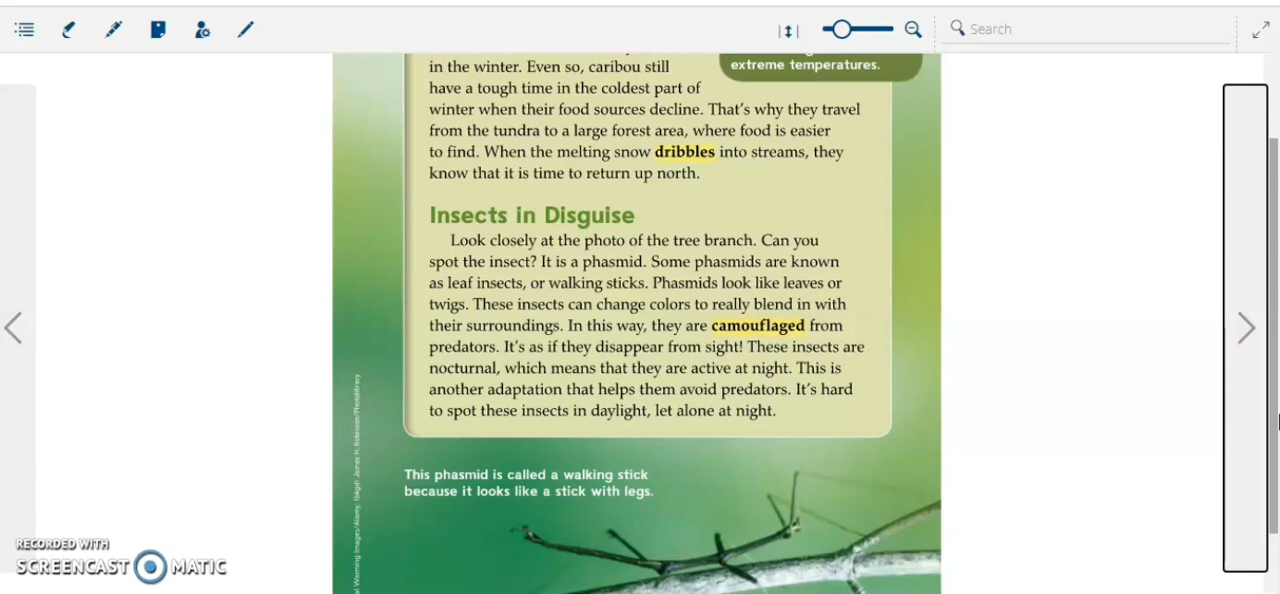 Search
extreme temperatures.
in the winter. Even so, caribou still
have a tough time in the coldest part of
winter when their food sources decline. That's why they travel
from the tundra to a large forest area, where food is easier
to find. When the melting snow dribbles into streams, they
know that it is time to return up north.
Insects in Disguise
Look closely at the photo of the tree branch. Can you
spot the insect? It is a phasmid. Some phasmids are known
as leaf insects, or walking sticks. Phasmids look like leaves or
twigs. These insects can change colors to really blend in with
their surroundings. In this way, they are camouflaged from
predators. It's as if they disappear from sight! These insects are
nocturnal, which means that they are active at night. This is
another adaptation that helps them avoid predators. It's hard
to spot these insects in daylight, let alone at night.
This phasmid is called a walking stick
because it looks like a stick with legs.
Warming Images/Alamy; (bkgd) James H. Robinson/Photolibrary
RECORDED WITH
SCREENCAST MATIC